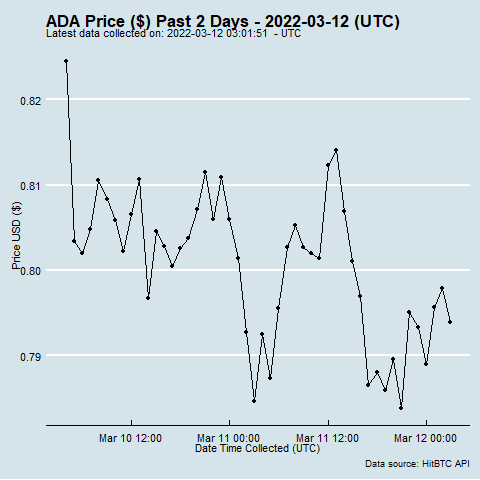 ADA Price ($) Past 2 Days - 2022-03-12 (UTC)
Latest data collected on: 2022-03-12 03:01:51 - UTC
0.82
0.81
0.80
0.79
Price USD ($)
Mar 10 12:00
Mar 11 00:00
Mar 11 12:00
Mar 12 00:00
Date Time Collected (UTC)
Data source: HitBTC API